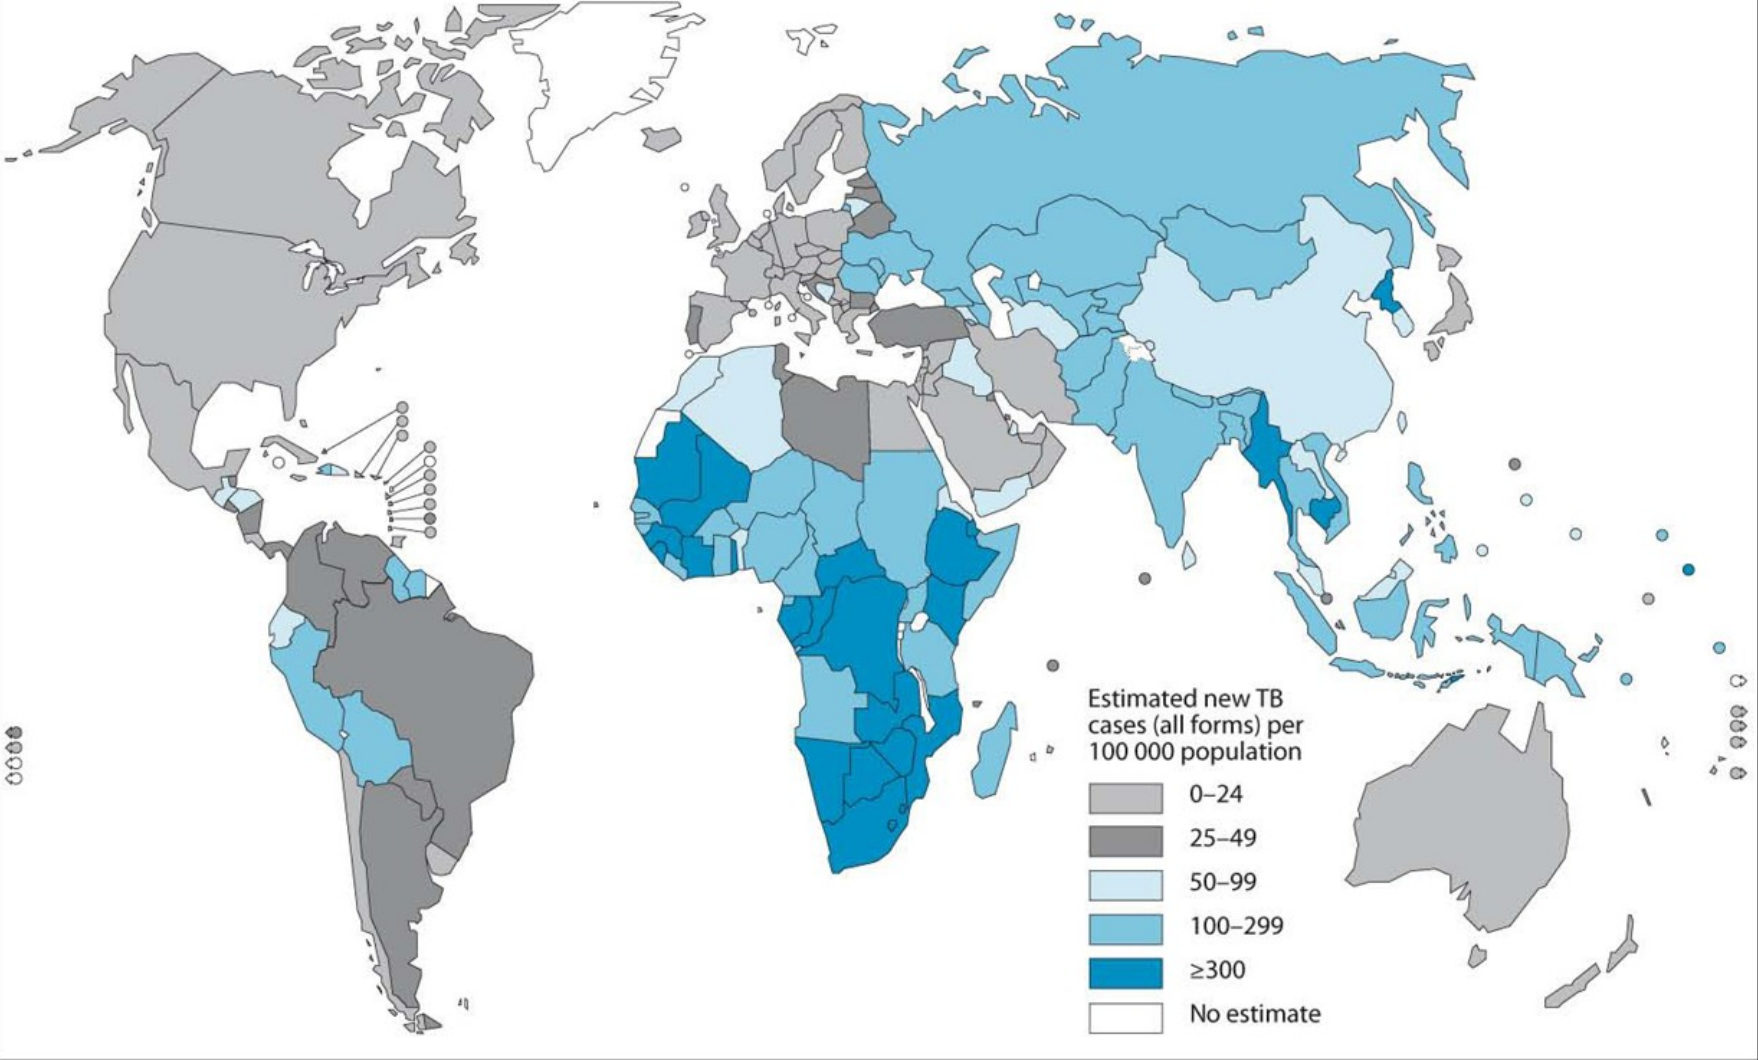 Estimated new TB
cases (all forms) per
100 000 population
0–24
25–49
50–99
100–299
≥300
No estimate